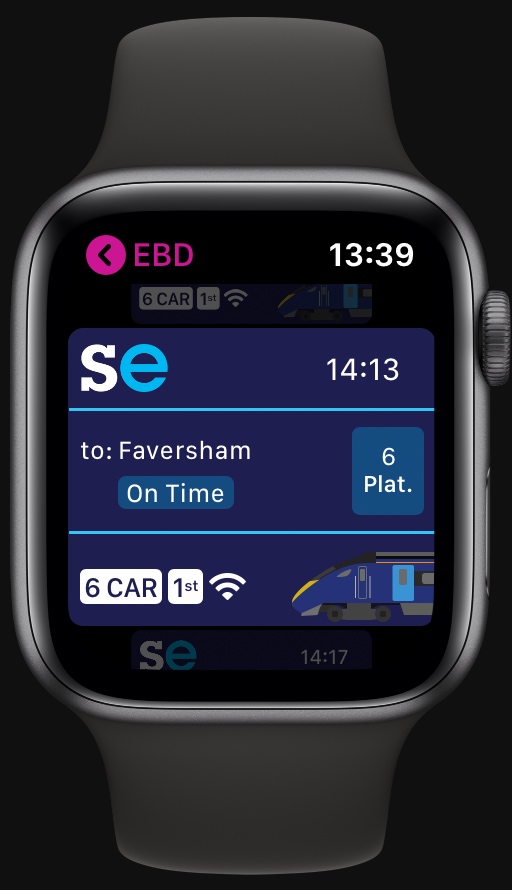 EBD 13:39
6 CAR 1st
se 14:13
to: Faversham
On Time
6
Plat.
6 CAR 1st
se 14:17